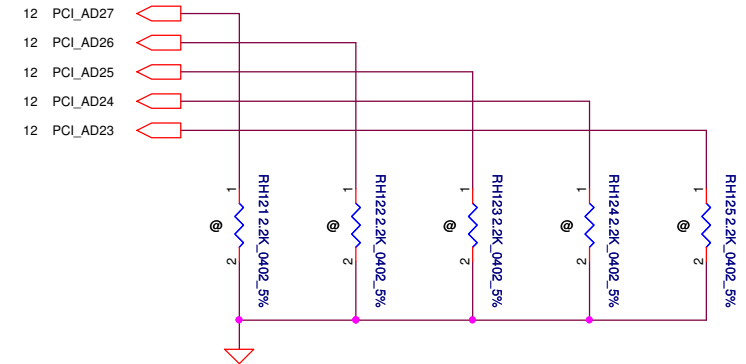 12 PCI_AD27
12 PCI_AD26
12 PCI_AD25
12 PCI_AD24
12 PCI_AD23
1
@
2
RH121 2.2K_0402_5%
1
@
2
RH122 2.2K_0402_5%
1
@
2
RH123 2.2K_0402_5%
1
@
2
RH124 2.2K_0402_5%
1
@
2
RH125 2.2K_0402_5%